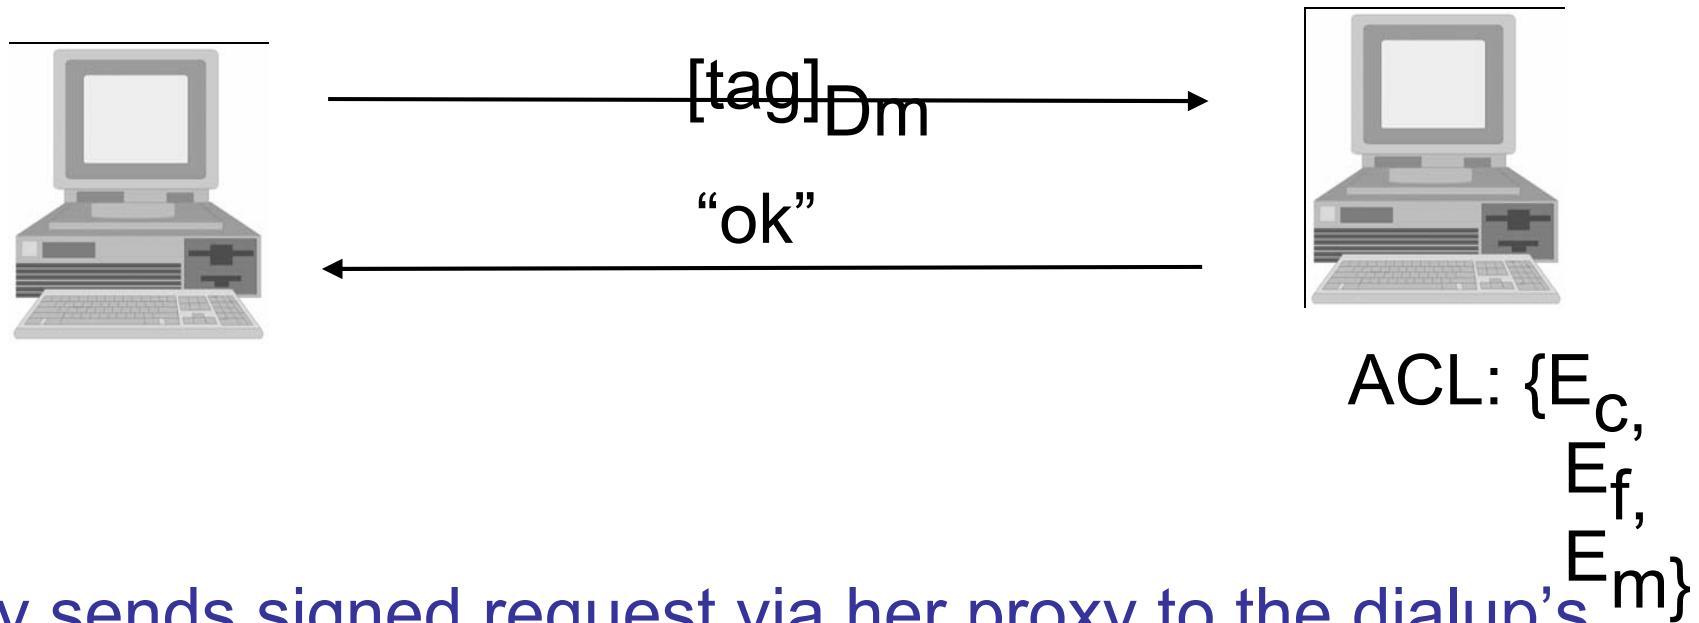 [tag]Dm
“ok”
ACL: {Ec,
Ef,
Em}
sends signed request via her proxy to the dialup’s